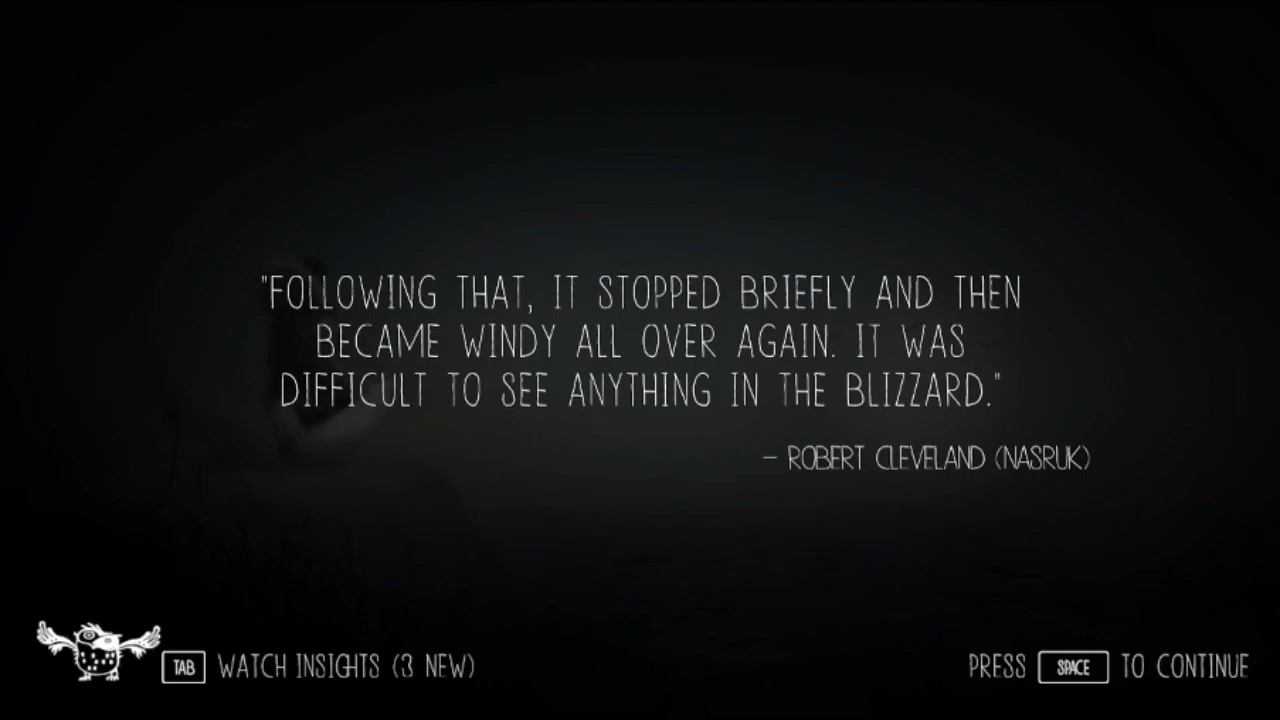 "FOLLOWING THAT, IT STOPPED BRIEFLY AND THEN
BECAME WINDY ALL OVER AGAIN. IT WAS
DIFFICULT TO SEE ANYTHING IN THE BLIZZARD."
– ROBERT CLEVELAND (NASRUK)
TAB WATCH INSIGHTS (3 NEW)
PRESS SPACE TO CONTINUE